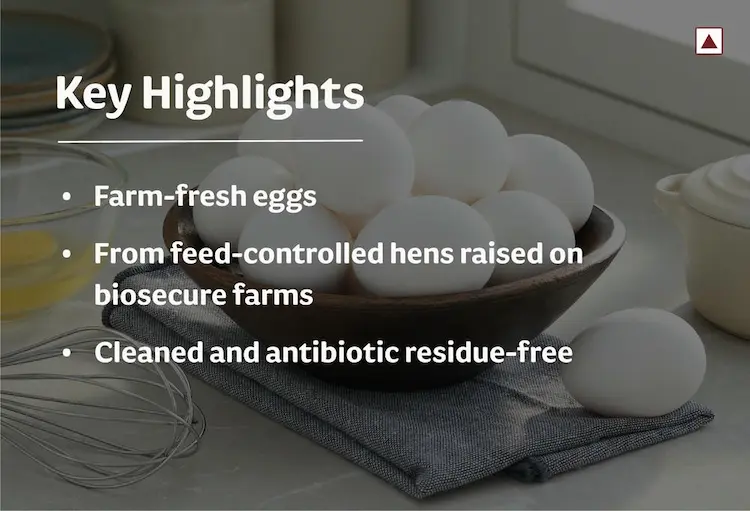 Key Highlights
• Farm-fresh eggs
• From feed-controlled hens raised on
biosecure farms
• Cleaned and antibiotic residue-free